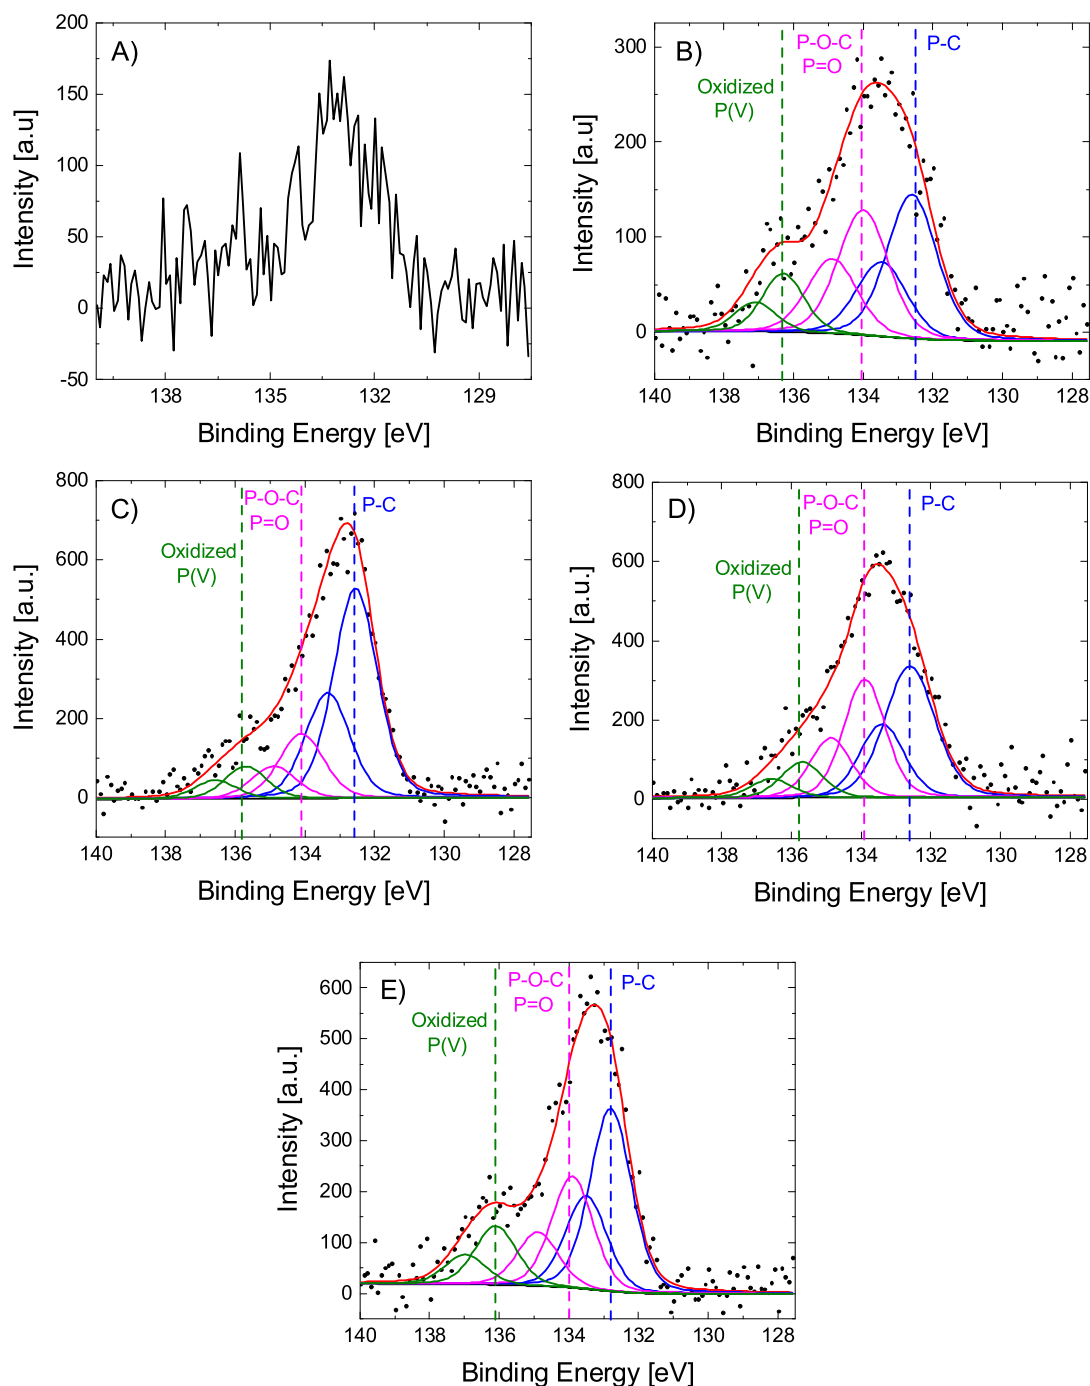 A)
200
150
100
50
0
-50
138
135
132
129
Intensity [a.u]
Binding Energy [eV]
B)
P-O-C
P=O
P-C
Oxidized
P(V)
300
200
100
0
140
138
136
134
132
130
128
Intensity [a.u]
Binding Energy [eV]
C)
P-O-C
P=O
P-C
Oxidized
P(V)
800
600
400
200
0
140
138
136
134
132
130
128
Intensity [a.u.]
Binding Energy [eV]
D)
P-O-C
P=O
P-C
Oxidized
P(V)
800
600
400
200
0
140
138
136
134
132
130
128
Intensity [a.u.]
Binding Energy [eV]
E)
P-O-C
P=O
P-C
Oxidized
P(V)
600
500
400
300
200
100
0
140
138
136
134
132
130
128
Intensity [a.u.]
Binding Energy [eV]